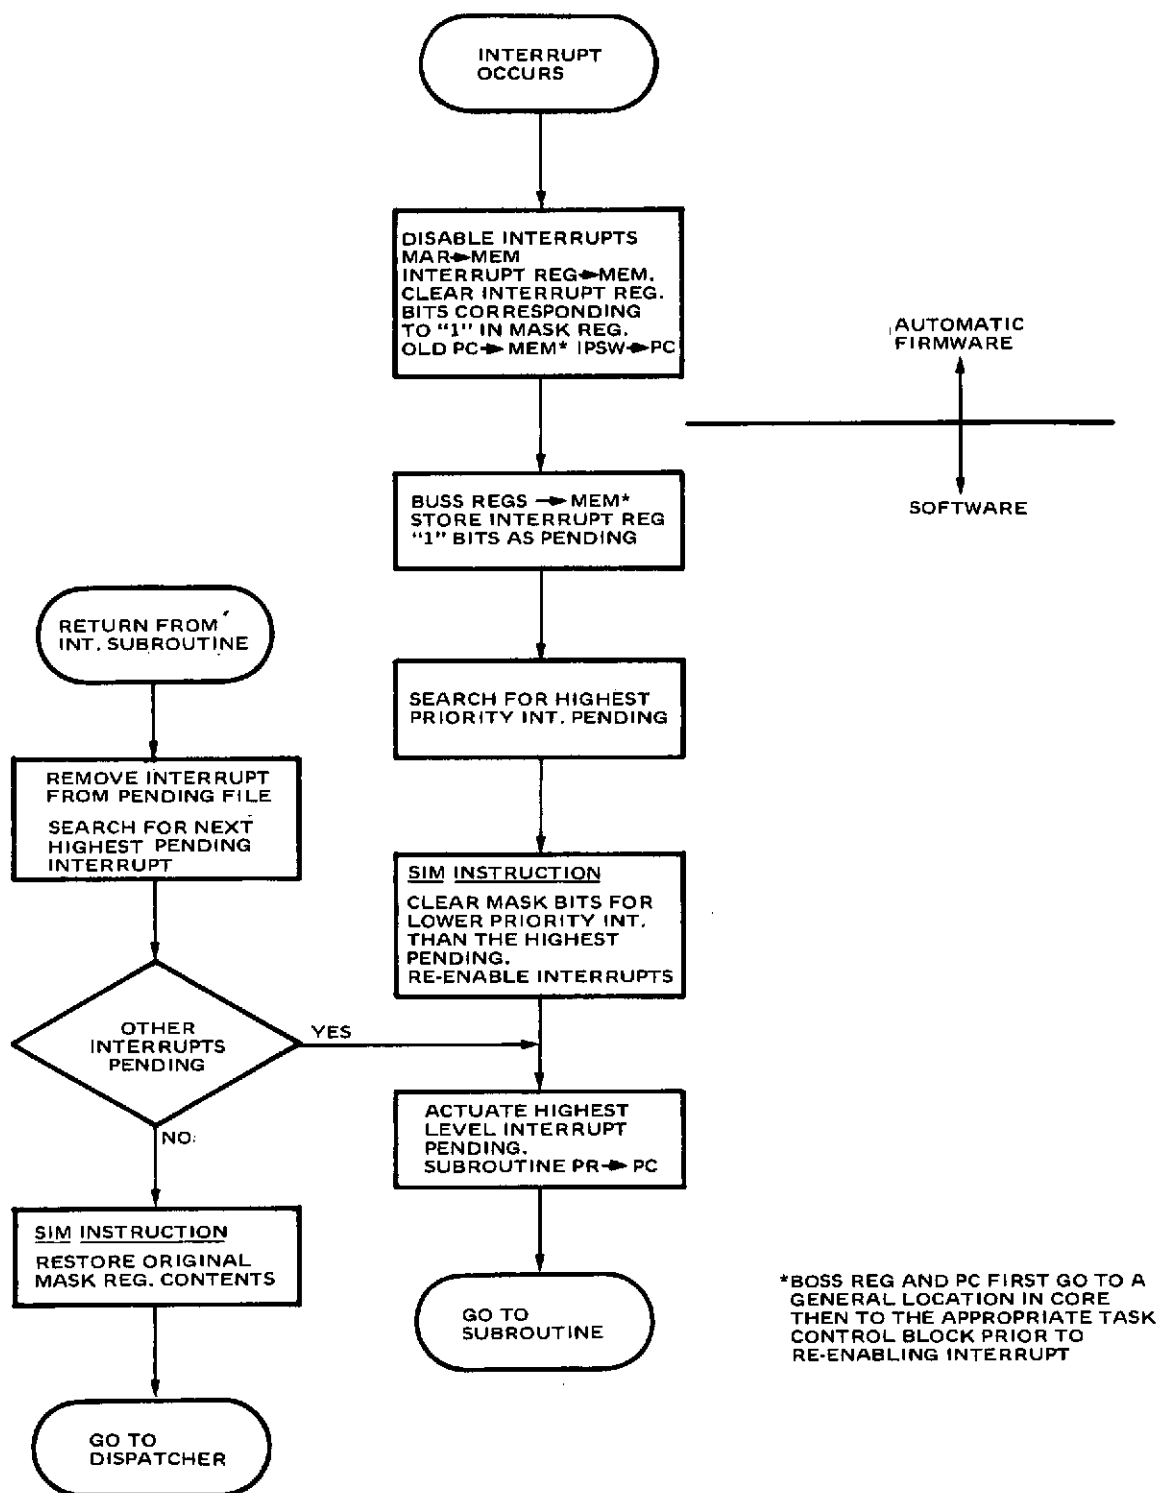 INTERRUPT
OCCURS
DISABLE INTERRUPTS
MAR→MEM
INTERRUPT REG→MEM.
CLEAR INTERRUPT REG.
BITS CORRESPONDING
TO "1" IN MASK REG.
OLD PC→MEM* IPSW→PC
AUTOMATIC
FIRMWARE
SOFTWARE
BUSS REGS →MEM*
STORE INTERRUPT REG
"1" BITS AS PENDING
SEARCH FOR HIGHEST
PRIORITY INT. PENDING
SIM INSTRUCTION
CLEAR MASK BITS FOR
LOWER PRIORITY INT.
THAN THE HIGHEST
PENDING.
RE-ENABLE INTERRUPTS
ACTUATE HIGHEST
LEVEL INTERRUPT
PENDING.
SUBROUTINE PR→PC
GO TO
SUBROUTINE
RETURN FROM
INT. SUBROUTINE
REMOVE INTERRUPT
FROM PENDING FILE
SEARCH FOR NEXT
HIGHEST PENDING
INTERRUPT
OTHER
INTERRUPTS
PENDING
YES
NO
SIM INSTRUCTION
RESTORE ORIGINAL
MASK REG. CONTENTS
GO TO
DISPATCHER
*BOSS REG AND PC FIRST GO TO A
GENERAL LOCATION IN CORE
THEN TO THE APPROPRIATE TASK
CONTROL BLOCK PRIOR TO
RE-ENABLING INTERRUPT